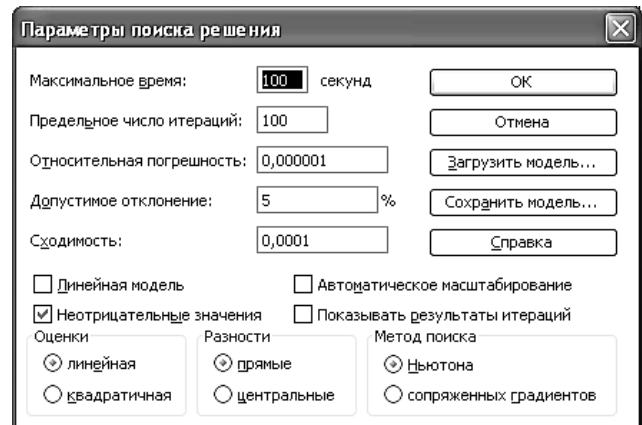 Параметры поиска решения
Максимальное время: 100 секунд OK
Предельное число итераций: 100 Отмена
Относительная погрешность: 0,000001 Загрузить модель...
Допустимое отклонение: 5 % Сохранить модель...
Сходимость: 0,0001 Справка
Линейная модель Автоматическое масштабирование
Неотрицательные значения Показывать результаты итераций
Оценки Разности Метод поиска
линейная прямые Ньютона
квадратичная центральные сопряженных градиентов